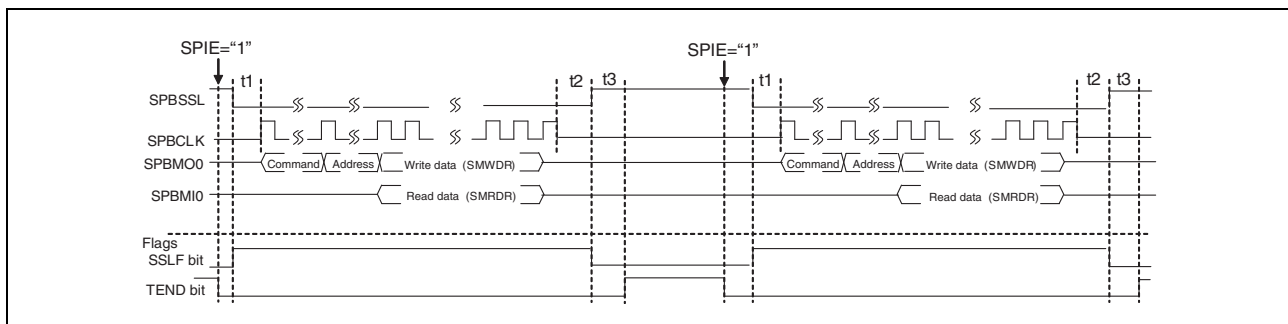 SPIE="1" SPIE="1"
t1 t2 t3 t1 t2 t3
SPBSSL
SPBCLK
SPBMO0 Command Address Write data (SMWDR) Command Address Write data (SMWDR)
SPBMI0 Read data (SMRDR) Read data (SMRDR)
Flags
SSLF bit
TEND bit